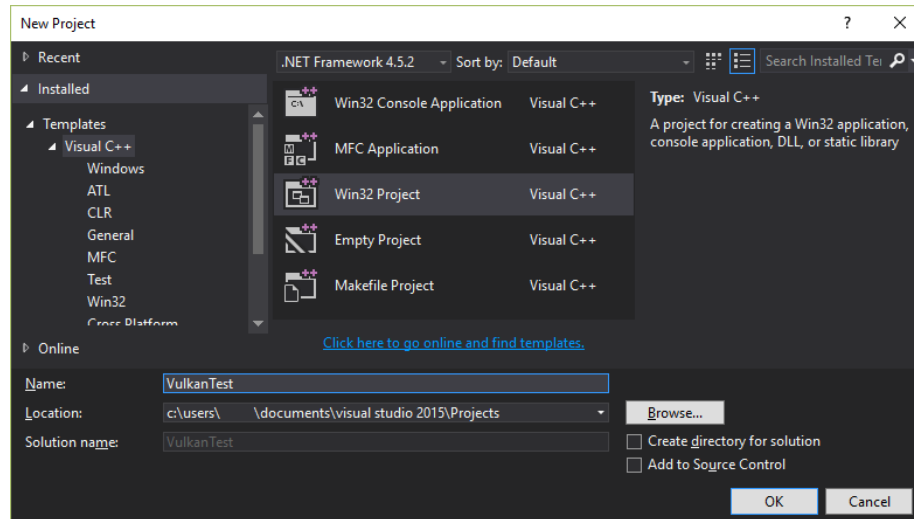 New Project
?
Recent
.NET Framework 4.5.2
Sort by: Default
Search Installed Te
Installed
Templates
Visual C++
Windows
ATL
CLR
General
MFC
Test
Win32
Cross Platform
Online
Win32 Console Application Visual C++
MFC Application Visual C++
Win32 Project Visual C++
Empty Project Visual C++
Makefile Project Visual C++
Click here to go online and find templates.
Type: Visual C++
A project for creating a Win32 application,
console application, DLL, or static library
Name: VulkanTest
Location: c:\users\ \documents\visual studio 2015\Projects
Browse...
Solution name: VulkanTest
Create directory for solution
Add to Source Control
OK
Cancel